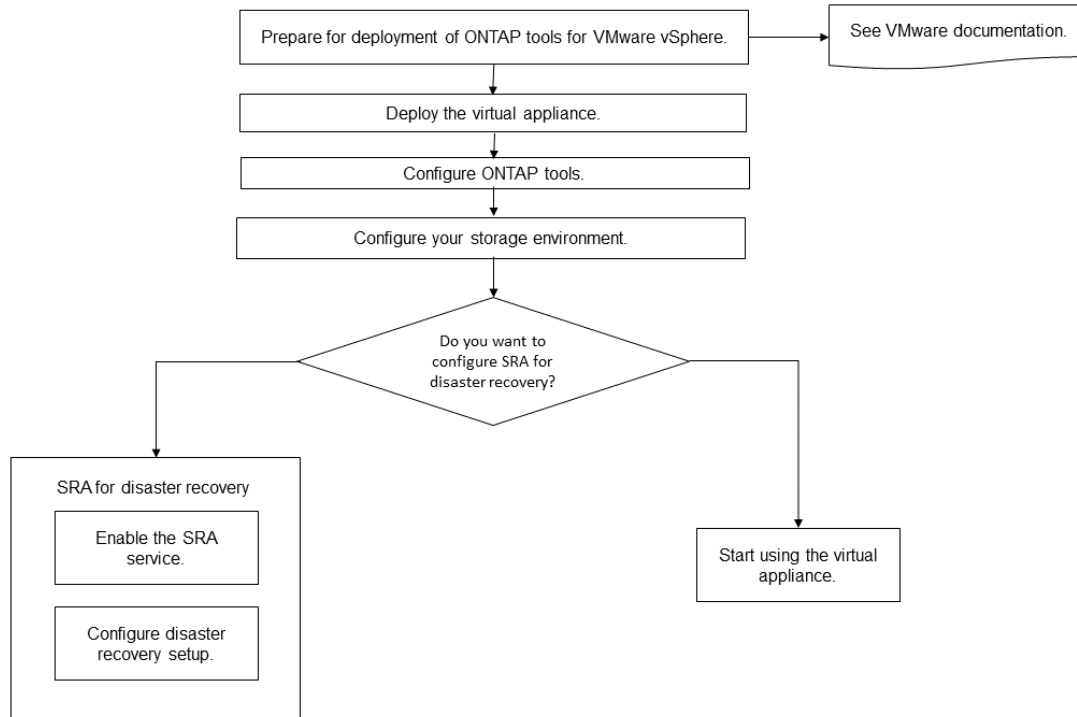 Prepare for deployment of ONTAP tools for VMware vSphere.
See VMware documentation.
Deploy the virtual appliance.
Configure ONTAP tools.
Configure your storage environment.
Do you want to
configure SRA for
disaster recovery?
SRA for disaster recovery
Enable the SRA
service.
Configure disaster
recovery setup.
Start using the virtual
appliance.